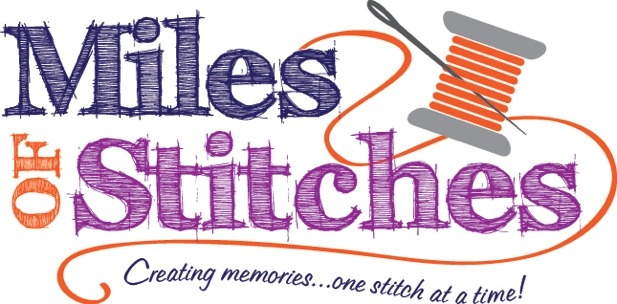 Miles
OF
Stitches
Creating memories...one stitch at a time!